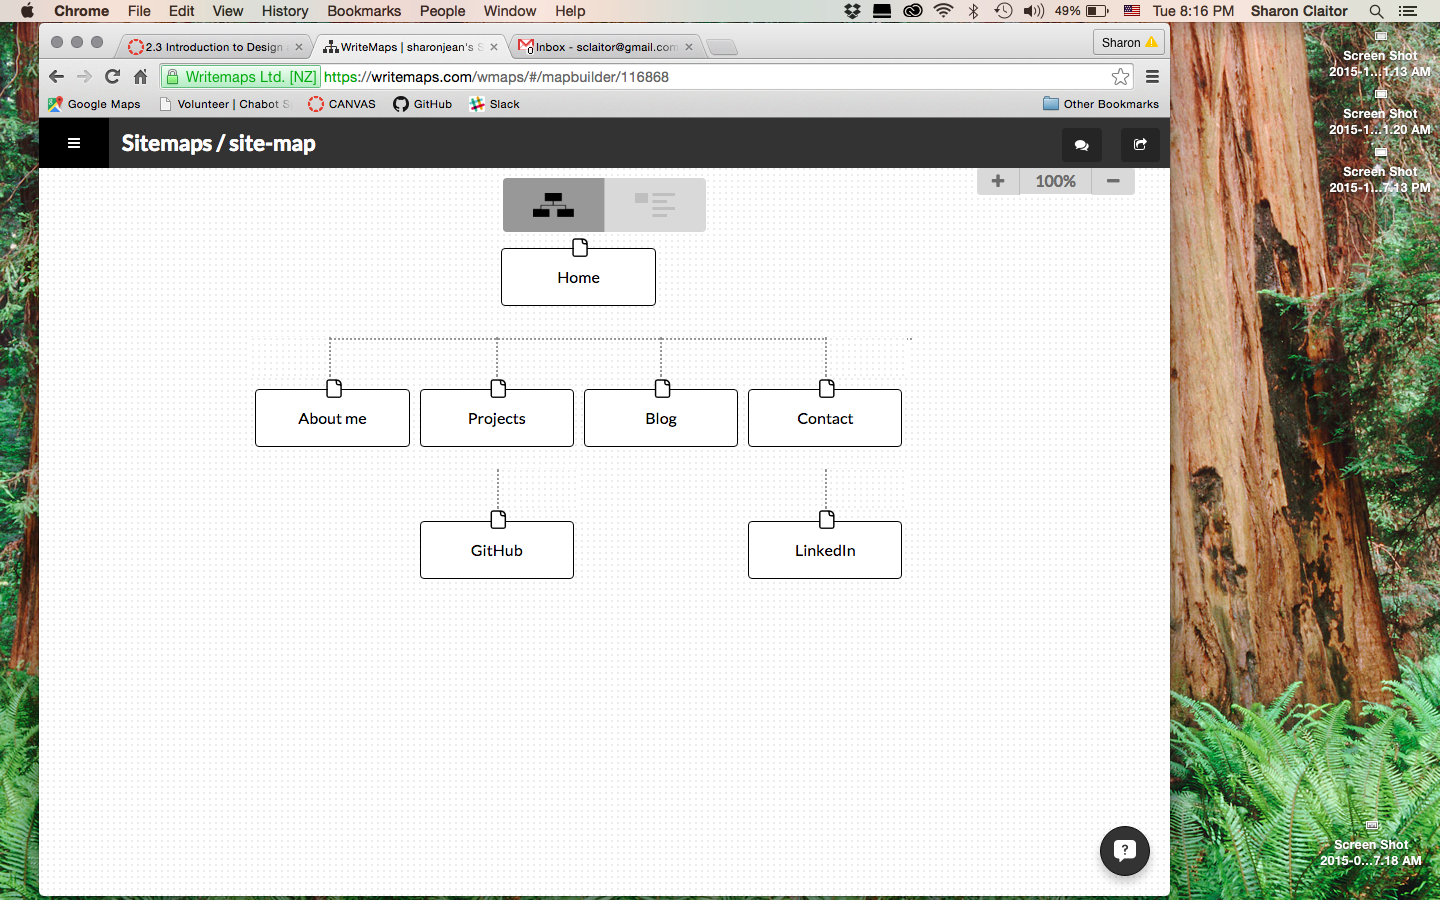 Chrome File Edit View History Bookmarks People Window Help 49% Tue 8:16 PM Sharon Claitor
2.3 Introduction to Design WriteMaps | sharonjean's S Inbox - sclaitor@gmail.com Sharon
Writemaps Ltd. [NZ] https://writemaps.com/wmaps/#/mapbuilder/116868
Google Maps Volunteer | Chabot S CANVAS GitHub Slack Other Bookmarks
Sitemaps / site-map
+ 100% −
Home
About me Projects Blog Contact
GitHub LinkedIn
?
Screen Shot
2015-1...1.13 AM
Screen Shot
2015-1...1.20 AM
Screen Shot
2015-1...7.13 PM
Screen Shot
2015-0...7.18 AM